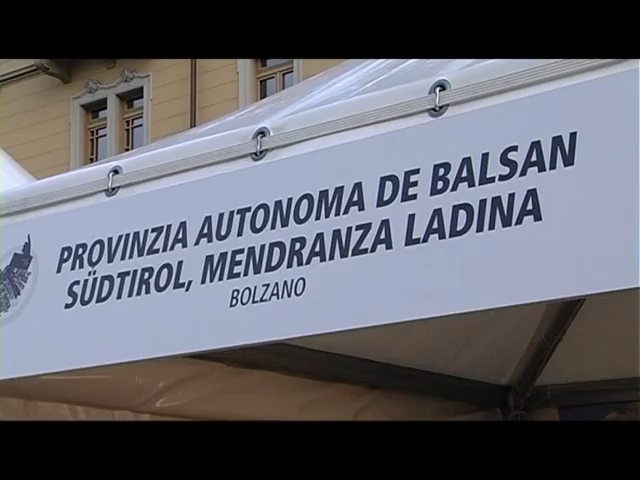 PROVINZIA AUTONOMA DE BALSAN
SÜDTIROL, MENDRANZA LADINA
BOLZANO